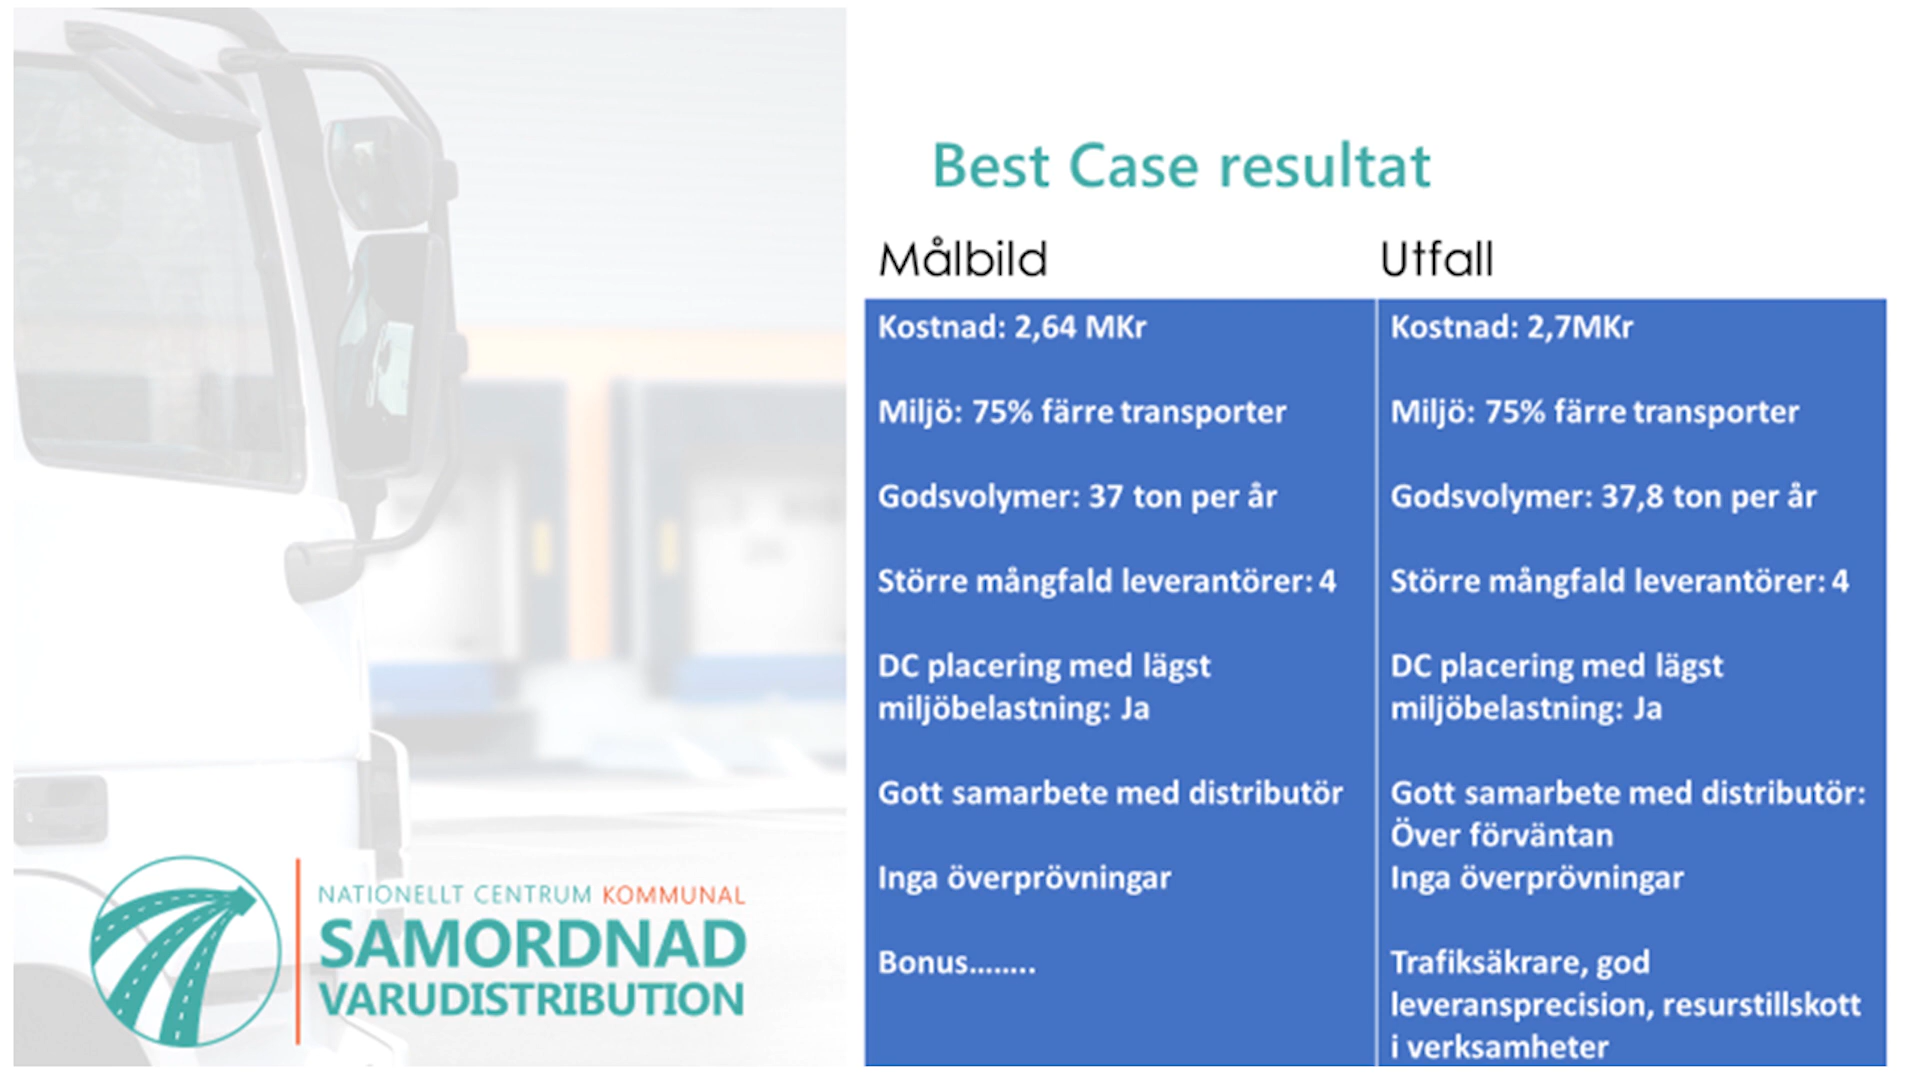 Best Case resultat
Målbild
Utfall
Kostnad: 2,64 MKr
Miljö: 75% färre transporter
Godsvolymer: 37 ton per år
Större mångfald leverantörer: 4
DC placering med lägst
miljöbelastning: Ja
Gott samarbete med distributör
Inga överprövningar
Bonus........
Kostnad: 2,7MKr
Miljö: 75% färre transporter
Godsvolymer: 37,8 ton per år
Större mångfald leverantörer: 4
DC placering med lägst
miljöbelastning: Ja
Gott samarbete med distributör:
Över förväntan
Inga överprövningar
Trafiksäkrare, god
leveransprecision, resurstillskott
i verksamheter
NATIONELLT CENTRUM KOMMUNAL
SAMORDNAD
VARUDISTRIBUTION